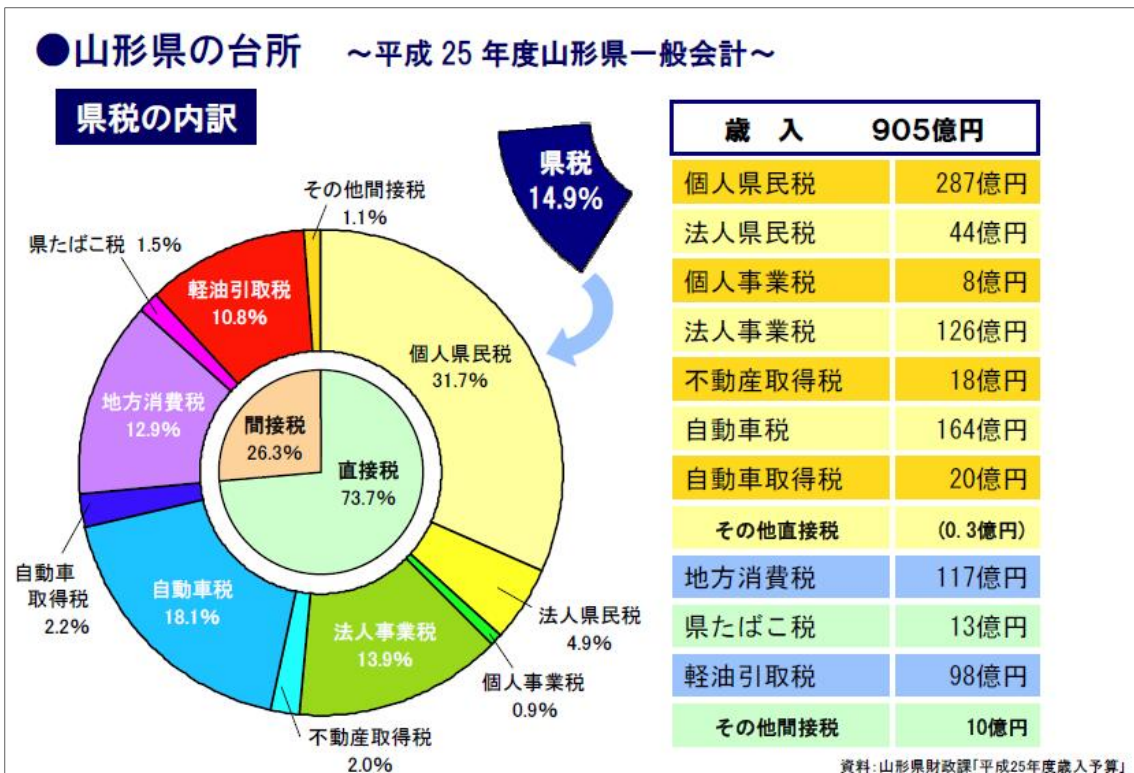 ●山形県の台所 ～平成 25 年度山形県一般会計～
県税の内訳
県税
14.9%
その他間接税
1.1%
県たばこ税 1.5%
軽油引取税
10.8%
個人県民税
31.7%
地方消費税
12.9%
間接税
26.3%
直接税
73.7%
自動車
取得税
2.2%
自動車税
18.1%
法人事業税
13.9%
法人県民税
4.9%
個人事業税
0.9%
不動産取得税
2.0%
歳 入 905億円
個人県民税 287億円
法人県民税 44億円
個人事業税 8億円
法人事業税 126億円
不動産取得税 18億円
自動車税 164億円
自動車取得税 20億円
その他直接税 (0.3億円)
地方消費税 117億円
県たばこ税 13億円
軽油引取税 98億円
その他間接税 10億円
資料:山形県財政課「平成25年度歳入予算」